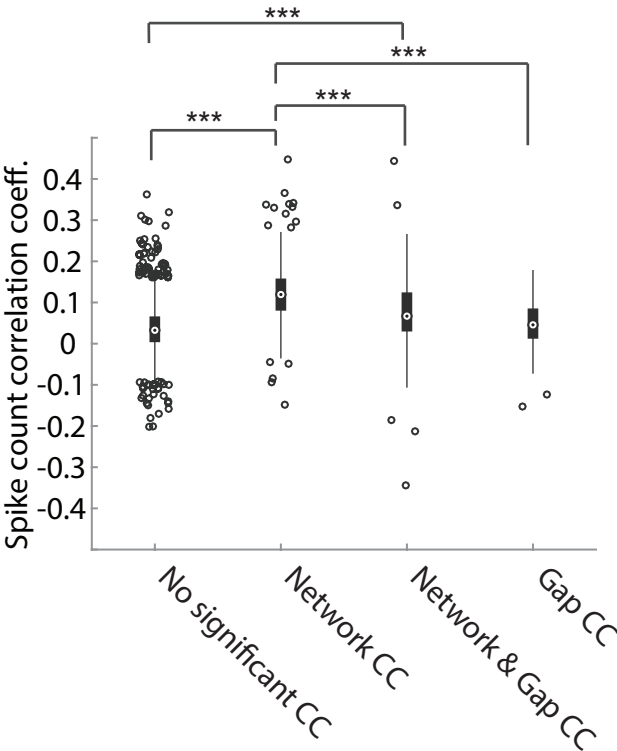 ***
***
***
***
Spike count correlation coeff.
0.4
0.3
0.2
0.1
0
-0.1
-0.2
-0.3
-0.4
No significant CC
Network CC
Network & Gap CC
Gap CC